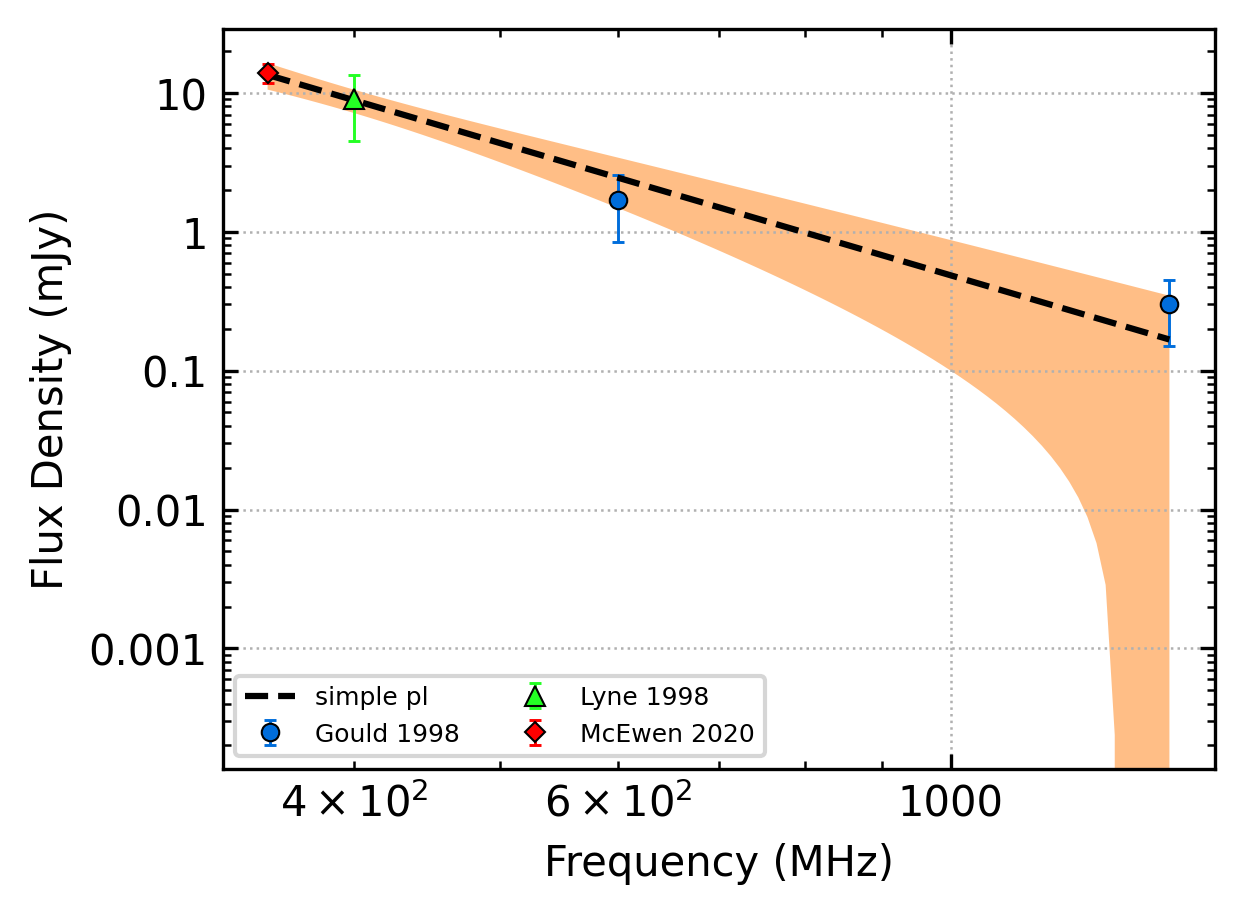 10
1
0.1
0.01
0.001
Flux Density (mJy)
simple pl
Gould 1998
Lyne 1998
McEwen 2020
4×10²
6×10²
1000
Frequency (MHz)